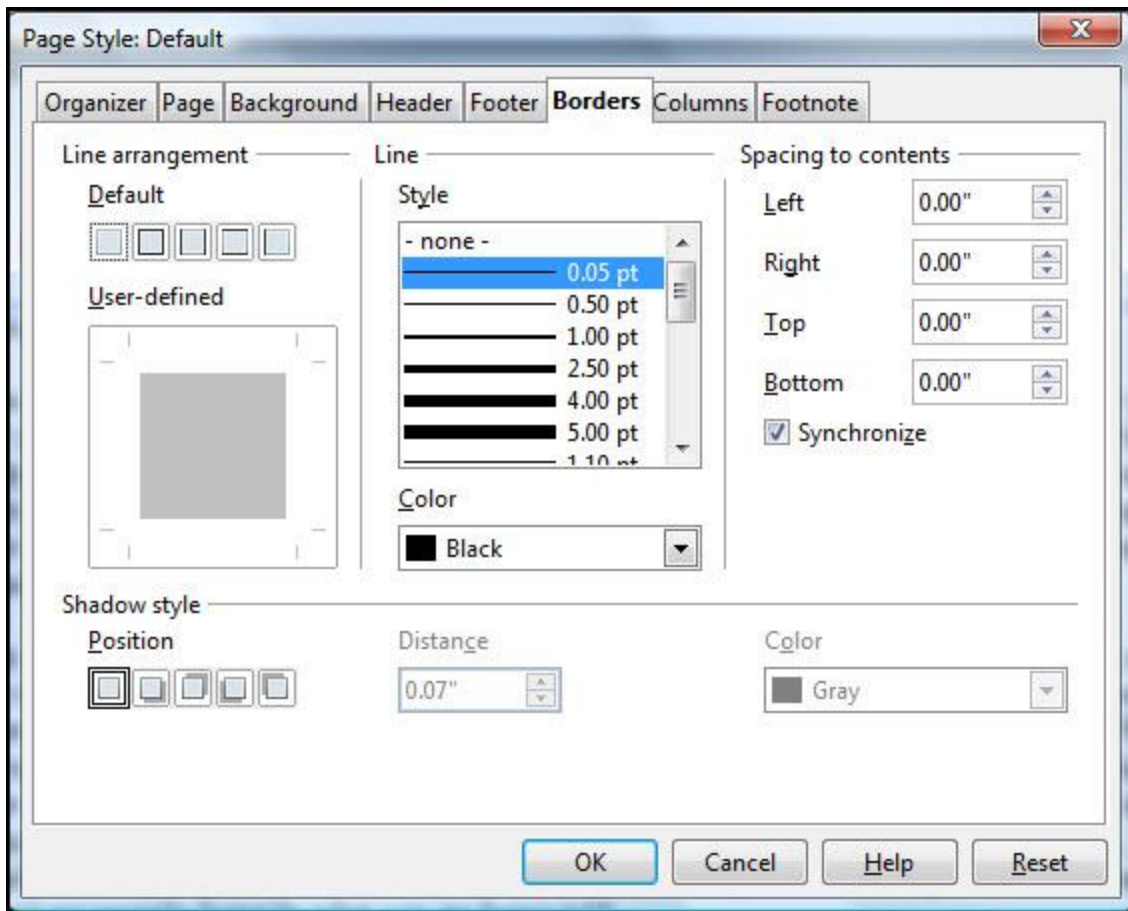 Page Style: Default
Organizer Page Background Header Footer Borders Columns Footnote
Line arrangement
Default
User-defined
Line
Style
- none -
0.05 pt
0.50 pt
1.00 pt
2.50 pt
4.00 pt
5.00 pt
1.10 pt
Color
Black
Spacing to contents
Left 0.00"
Right 0.00"
Top 0.00"
Bottom 0.00"
Synchronize
Shadow style
Position
Distance
0.07"
Color
Gray
OK Cancel Help Reset